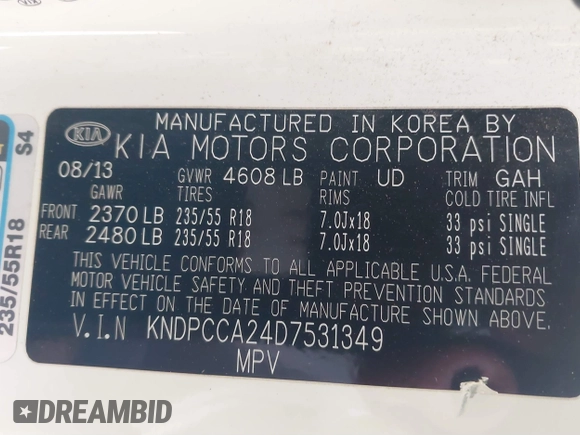 KIA
MANUFACTURED IN KOREA BY
KIA MOTORS CORPORATION
08/13 GVWR 4608 LB PAINT UD TRIM GAH
GAWR TIRES RIMS COLD TIRE INFL
FRONT 2370 LB 235/55 R18 7.0Jx18 33 psi SINGLE
REAR 2480 LB 235/55 R18 7.0Jx18 33 psi SINGLE
THIS VEHICLE CONFORMS TO ALL APPLICABLE U.S.A. FEDERAL
MOTOR VEHICLE SAFETY AND THEFT PREVENTION STANDARDS
IN EFFECT ON THE DATE OF MANUFACTURE SHOWN ABOVE.
V.I.N KNDPCCA24D7531349
MPV
235/55R18 S4
DREAMBID